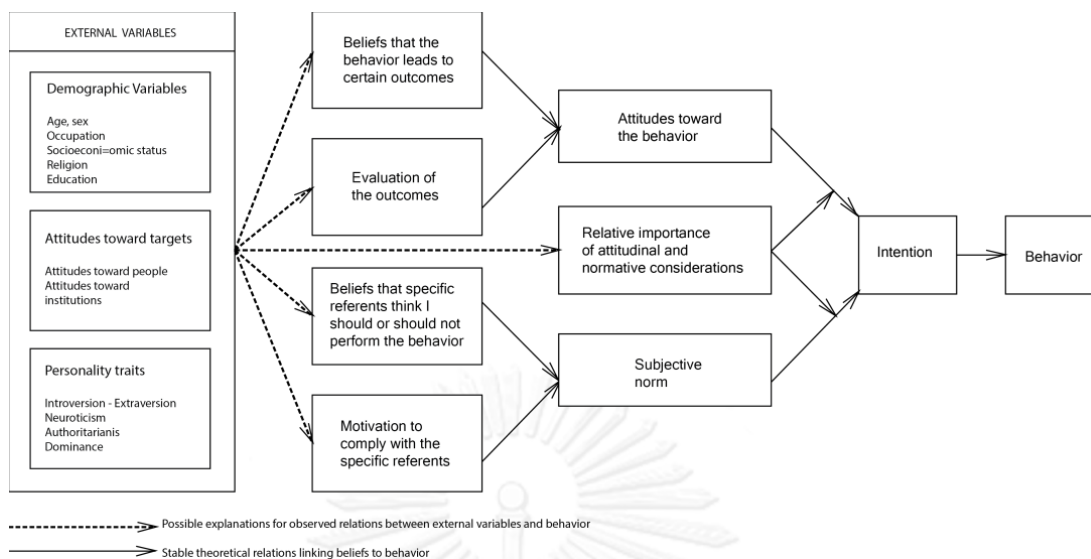 EXTERNAL VARIABLES
Demographic Variables
Age, sex
Occupation
Socioeconi=omic status
Religion
Education
Attitudes toward targets
Attitudes toward people
Attitudes toward
institutions
Personality traits
Introversion - Extraversion
Neuroticism
Authoritarianis
Dominance
Beliefs that the
behavior leads to
certain outcomes
Evaluation of
the outcomes
Beliefs that specific
referents think I
should or should not
perform the behavior
Motivation to
comply with the
specific referents
Attitudes toward
the behavior
Relative importance
of attitudinal and
normative considerations
Subjective
norm
Intention
Behavior
Possible explanations for observed relations between external variables and behavior
Stable theoretical relations linking beliefs to behavior